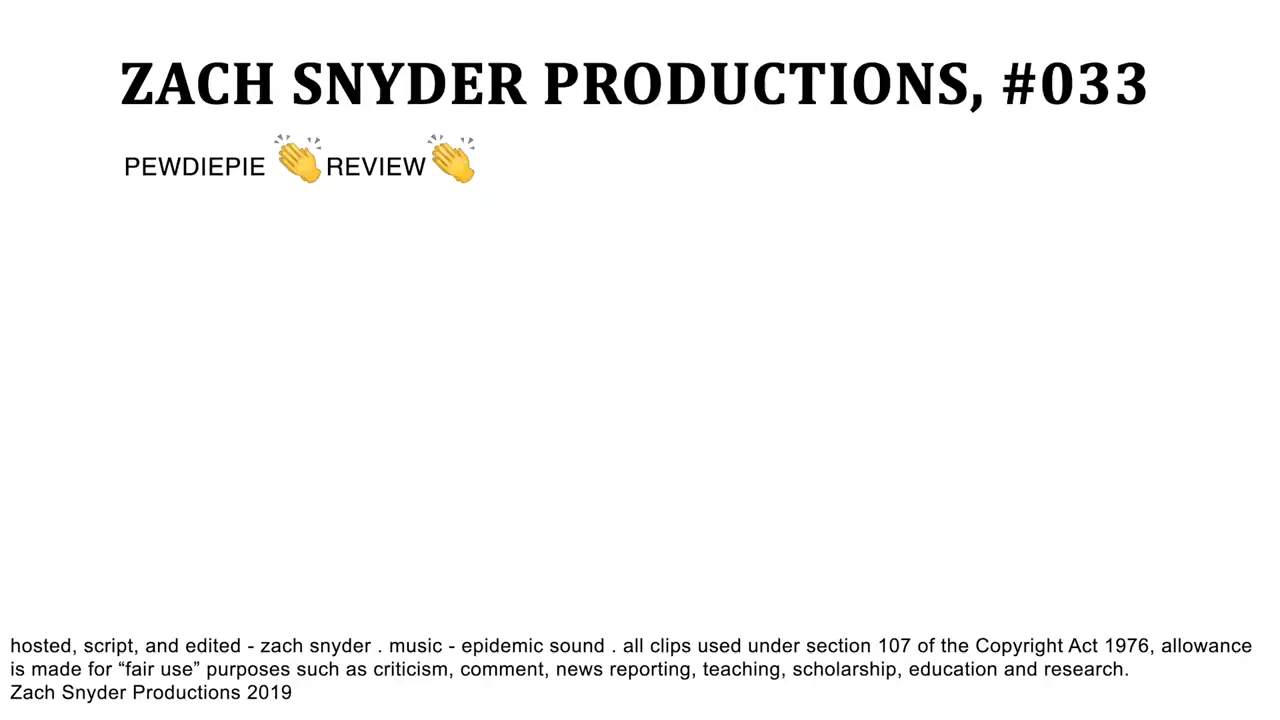 ZACH SNYDER PRODUCTIONS, #033
PEWDIEPIE 👏REVIEW👏
hosted, script, and edited - zach snyder . music - epidemic sound . all clips used under section 107 of the Copyright Act 1976, allowance
is made for “fair use” purposes such as criticism, comment, news reporting, teaching, scholarship, education and research.
Zach Snyder Productions 2019